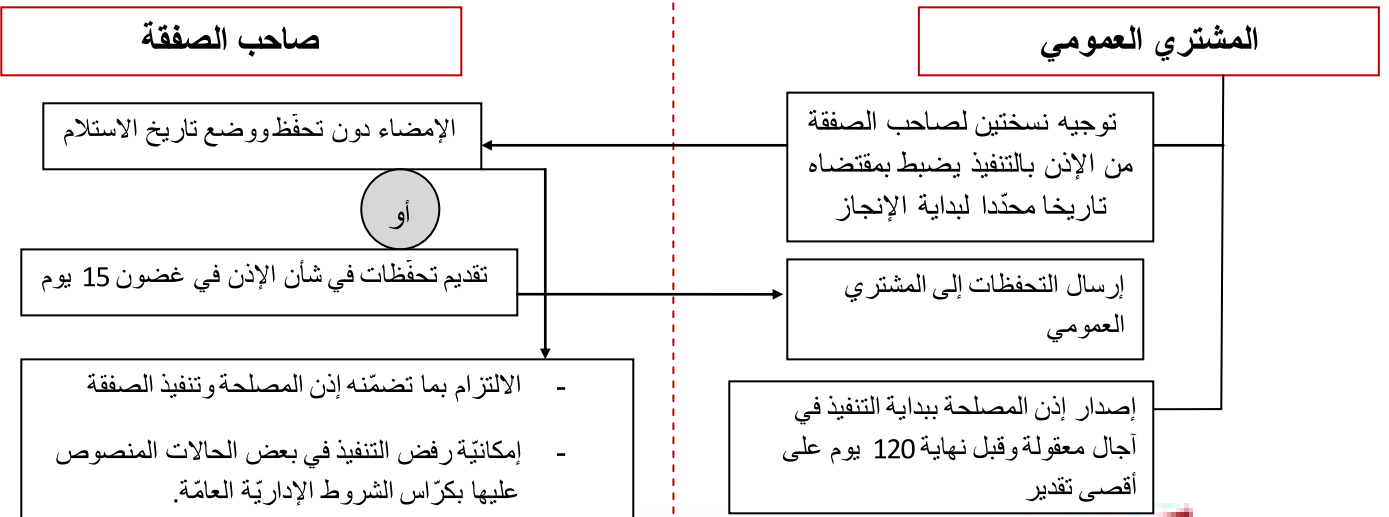 المشتري العمومي
صاحب الصفقة
توجيه نسختين لصاحب الصفقة
من الإذن بالتنفيذ يضبط بمقتضاه
تاريخا محدّدا لبداية الإنجاز
الإمضاء دون تحفّظ ووضع تاريخ الاستلام
أو
تقديم تحفّظات في شأن الإذن في غضون 15 يوم
إرسال التحفظات إلى المشتري
العمومي
- الالتزام بما تضمّنه إذن المصلحة وتنفيذ الصفقة
- إمكانيّة رفض التنفيذ في بعض الحالات المنصوص
عليها بكرّاس الشروط الإداريّة العامّة.
إصدار إذن المصلحة ببداية التنفيذ في
آجال معقولة وقبل نهاية 120 يوم على
أقصى تقدير